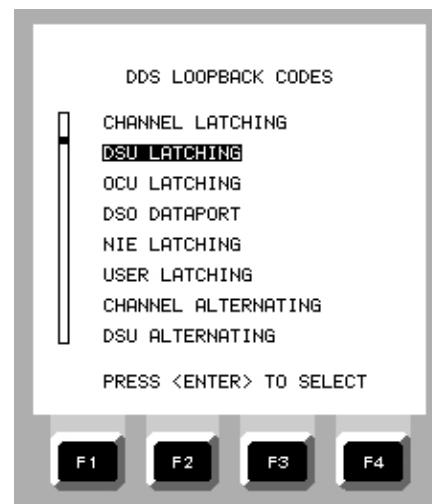 DDS LOOPBACK CODES
CHANNEL LATCHING
DSU LATCHING
OCU LATCHING
DSO DATAPORT
NIE LATCHING
USER LATCHING
CHANNEL ALTERNATING
DSU ALTERNATING
PRESS <ENTER> TO SELECT
F1 F2 F3 F4